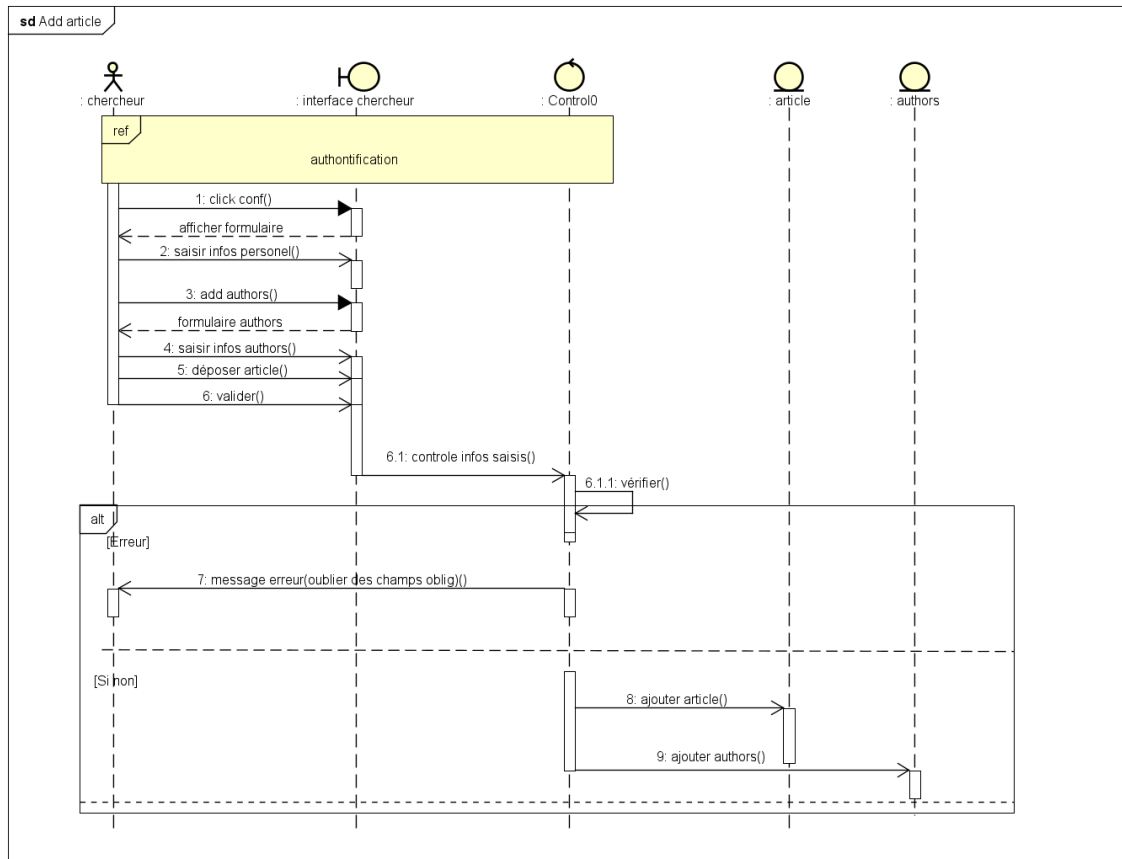 sd Add article
: chercheur
: interface chercheur
: Control0
: article
: authors
ref
authontification
1: click conf()
afficher formulaire
2: saisir infos personel()
3: add authors()
formulaire authors
4: saisir infos authors()
5: déposer article()
6: valider()
6.1: controle infos saisis()
6.1.1: vérifier()
alt
[Erreur]
7: message erreur(oublier des champs oblig)()
[Si non]
8: ajouter article()
9: ajouter authors()